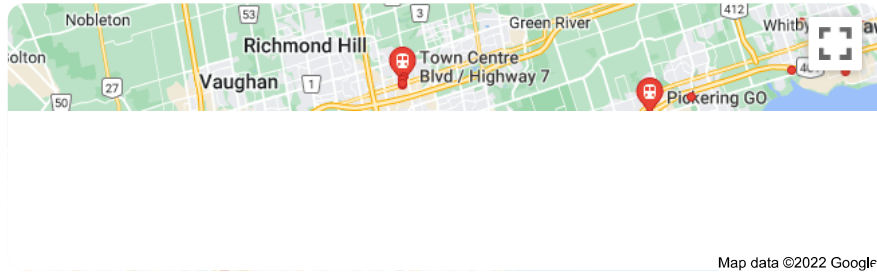 Nobleton
53
3
Green River
412
Whitby
olton
Richmond Hill
Town Centre
Blvd / Highway 7
Vaughan
1
27
50
Pickering GO
Map data ©2022 Google